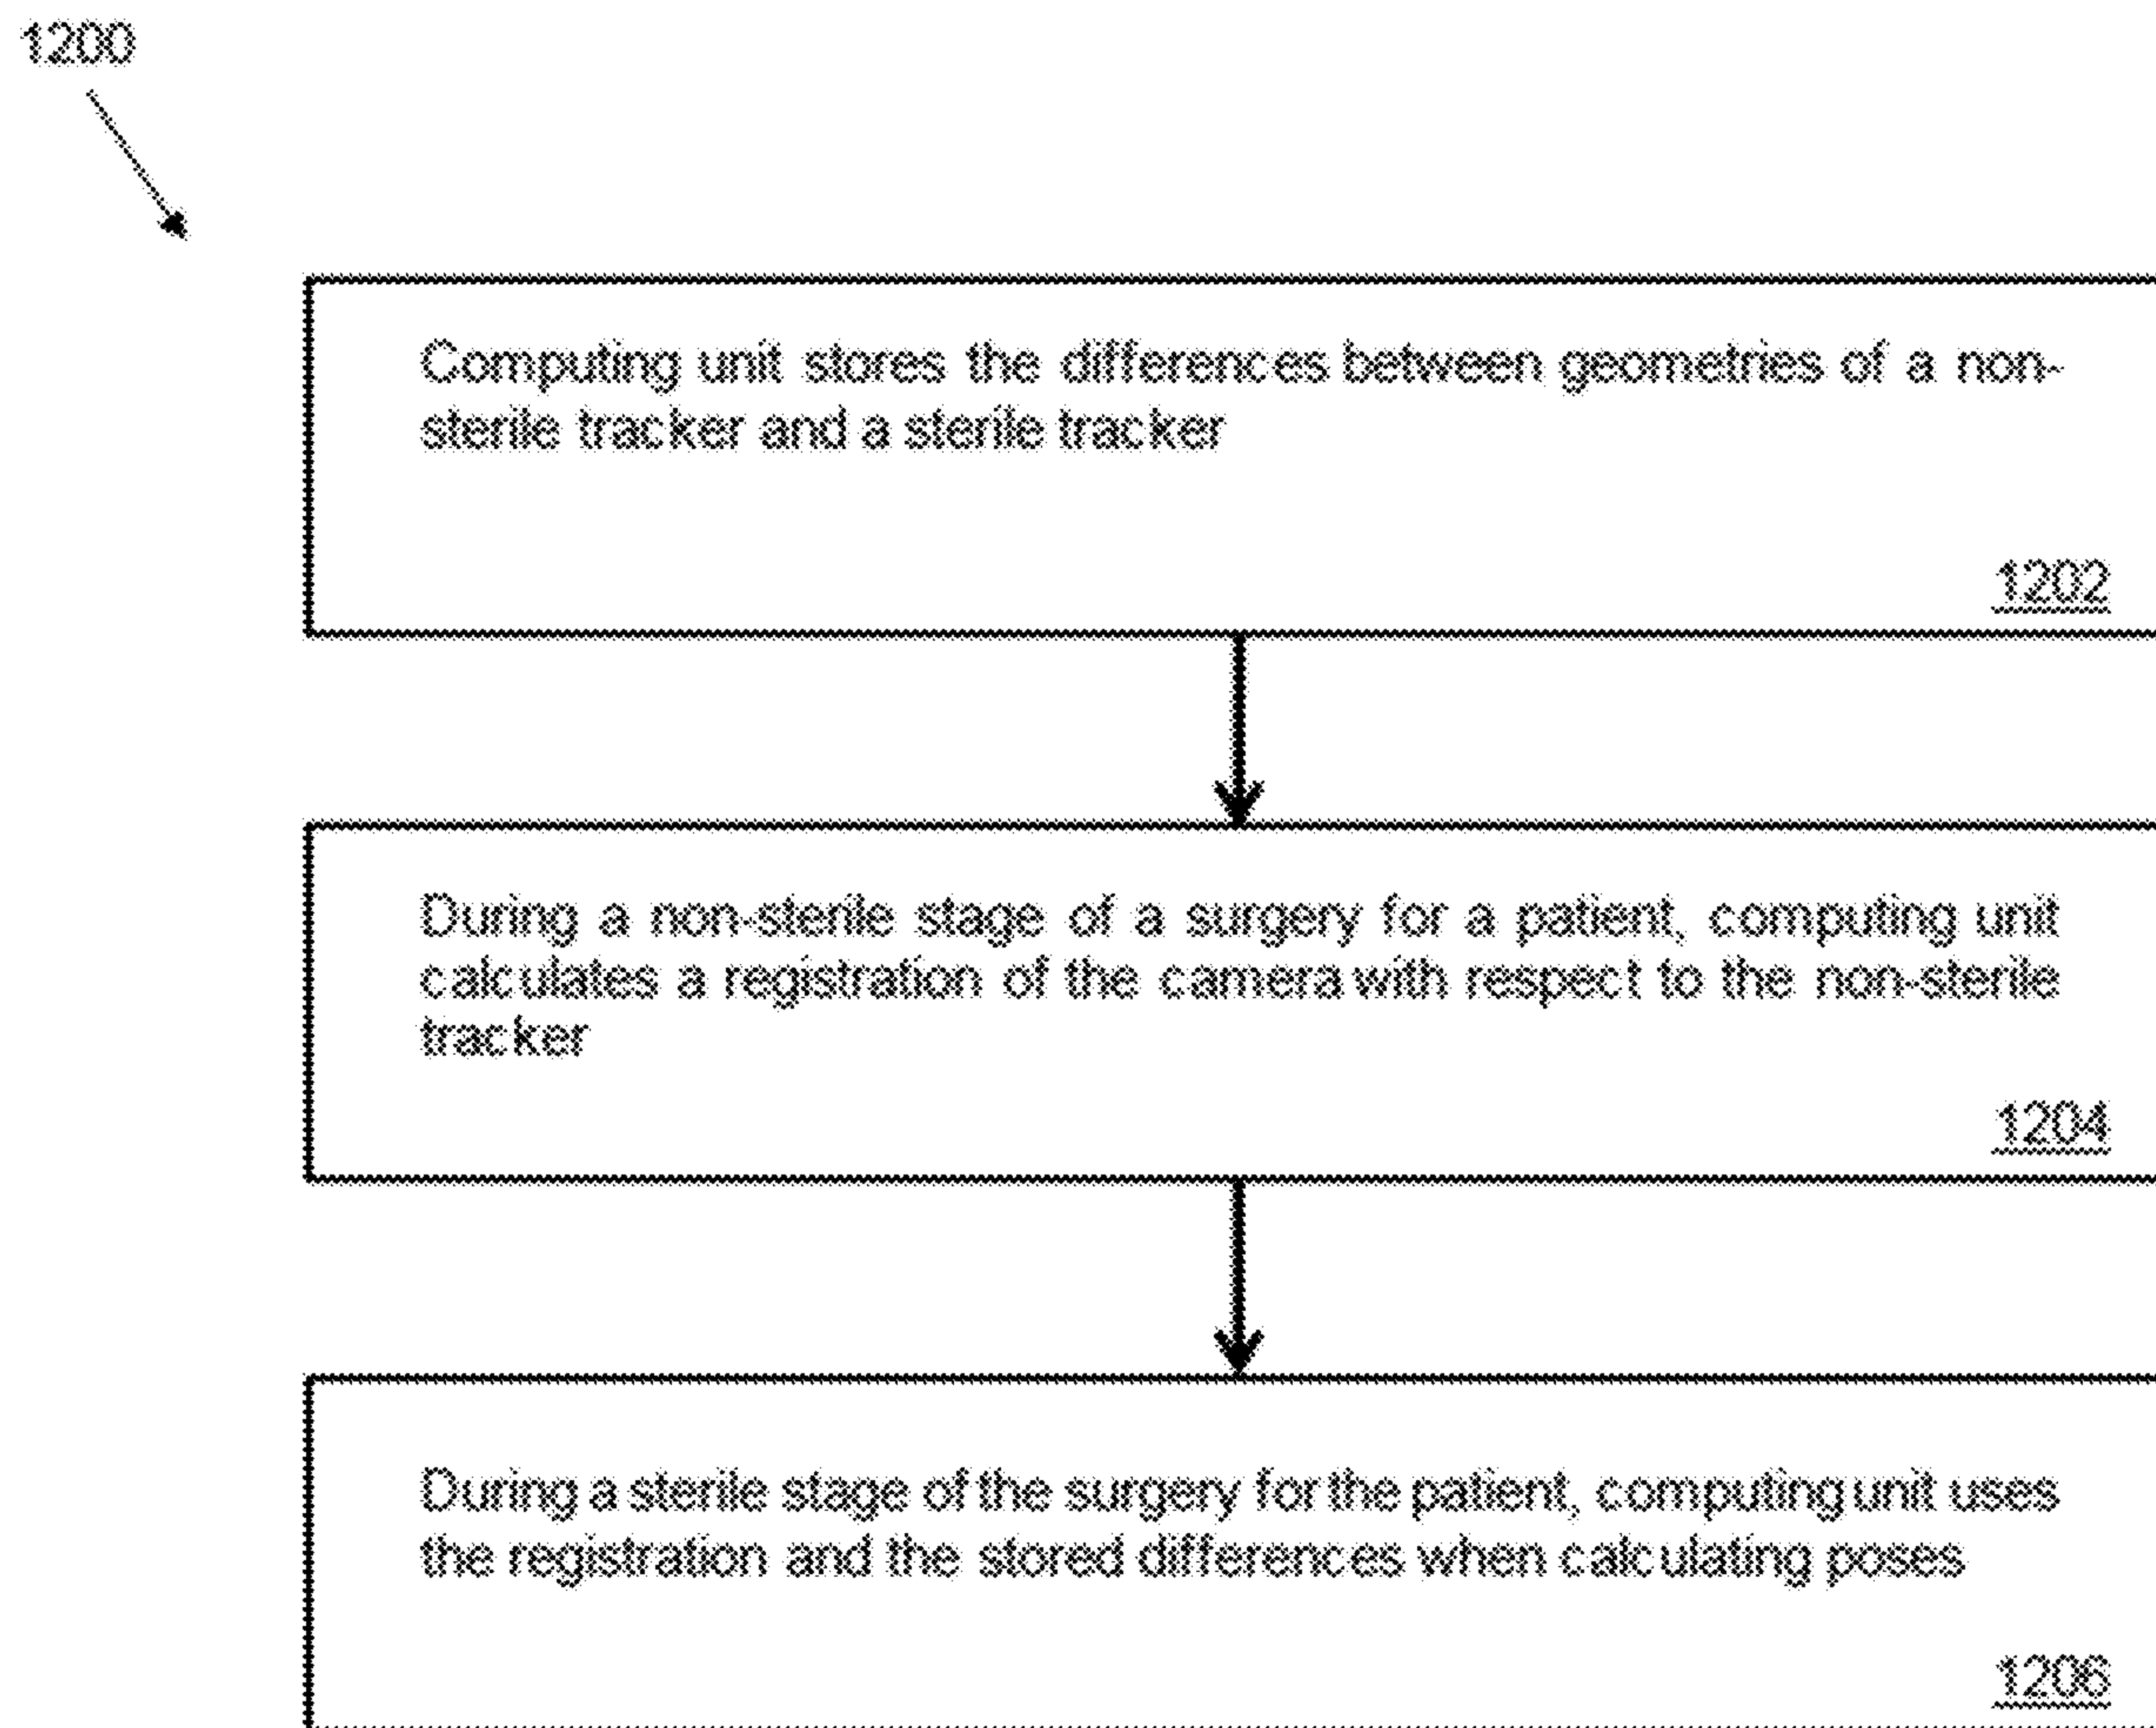 1200
Computing unit stores the differences between geometries of a non-
sterile tracker and a sterile tracker
1202
During a non-sterile stage of a surgery for a patient, computing unit
calculates a registration of the camera with respect to the non-sterile
tracker
1204
During a sterile stage of the surgery for the patient, computing unit uses
the registration and the stored differences when calculating poses
1206